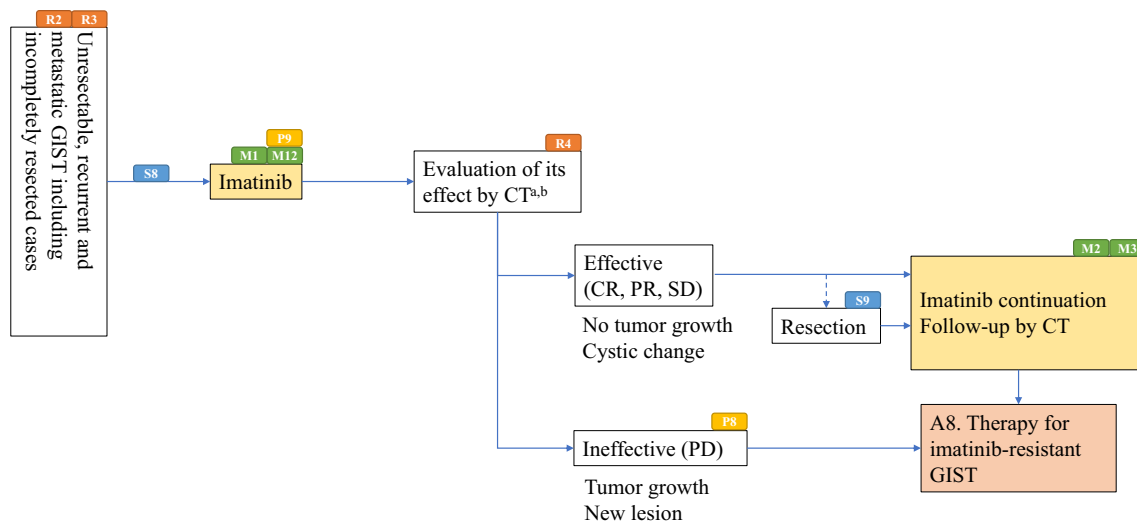 R2 R3
Unresectable, recurrent and
metastatic GIST including
incompletely resected cases
S8
P9
M1 M12
Imatinib
R4
Evaluation of its
effect by CTa,b
Effective
(CR, PR, SD)
No tumor growth
Cystic change
S9
Resection
M2 M3
Imatinib continuation
Follow-up by CT
P8
Ineffective (PD)
Tumor growth
New lesion
A8. Therapy for
imatinib-resistant
GIST